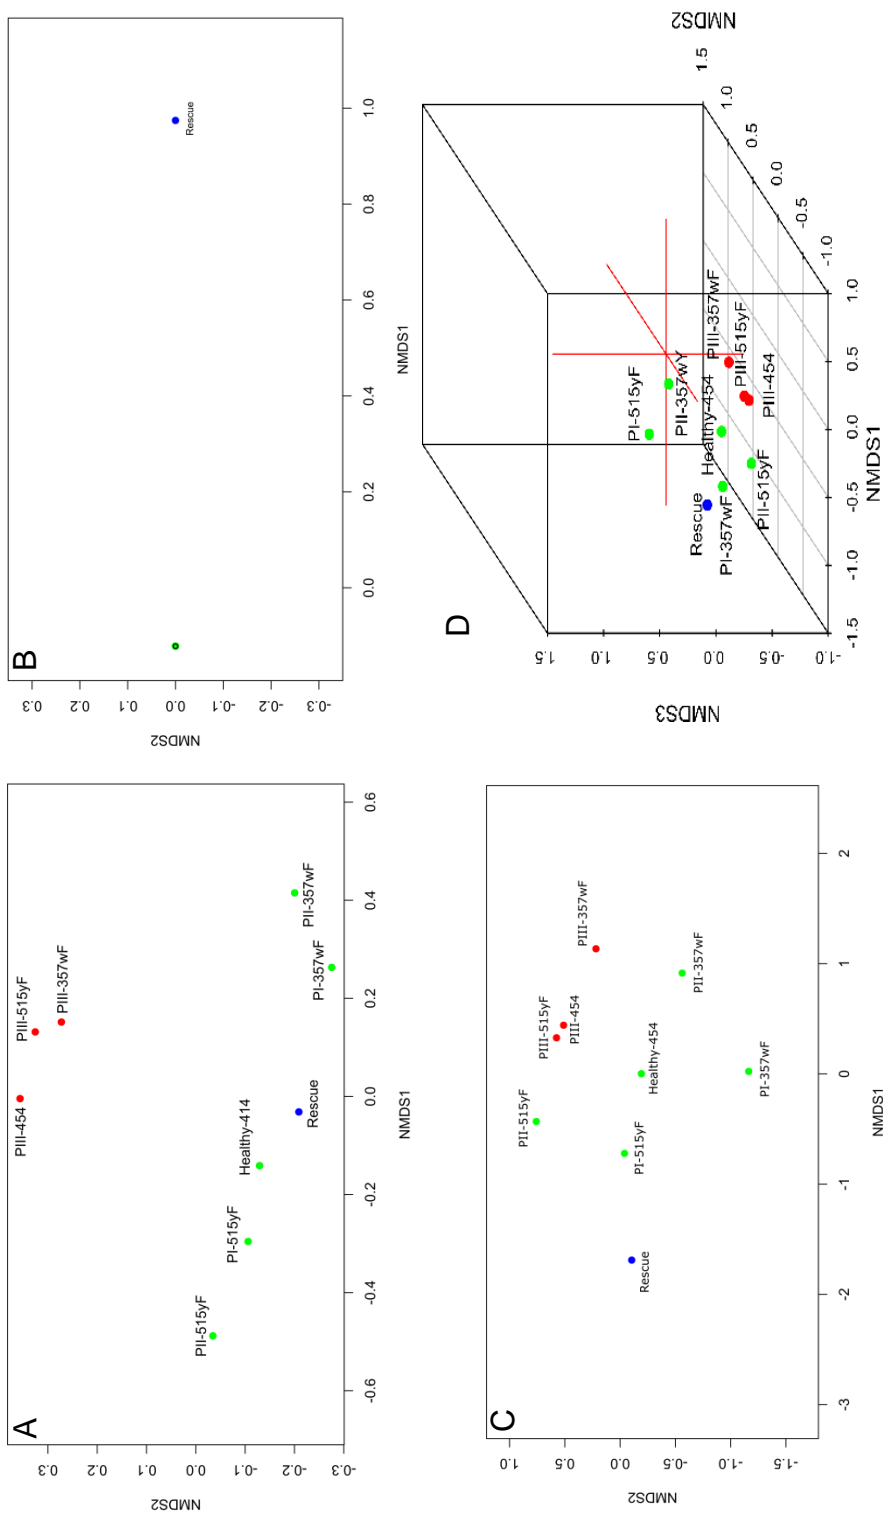 A
NMDS2
0.3
0.2
0.1
0.0
-0.1
-0.2
-0.3
PIII-454
PIII-515yF
PIII-357wF
PII-515yF
PI-515yF
Healthy-414
Rescue
PI-357wF
PII-357wF
-0.6
-0.4
-0.2
0.0
0.2
0.4
0.6
NMDS1
B
NMDS2
0.3
0.2
0.1
0.0
-0.1
-0.2
-0.3
Rescue
0.0
0.2
0.4
0.6
0.8
1.0
NMDS1
C
NMDS2
1.0
0.5
0.0
-0.5
-1.0
-1.5
PII-515yF
PIII-515yF
PIII-454
PIII-357wF
PI-515yF
Healthy-454
Rescue
PII-357wF
PI-357wF
-3
-2
-1
0
1
2
NMDS1
D
NMDS3
1.5
1.0
0.5
0.0
-0.5
-1.0
PI-515yF
PII-357wY
Rescue
Healthy-454
PIII-357wF
PI-357wF
PIII-515yF
PII-515yF
PIII-454
-1.5
-1.0
-0.5
0.0
0.5
1.0
NMDS1
-1.0
-0.5
0.0
0.5
1.0
1.5
NMDS2